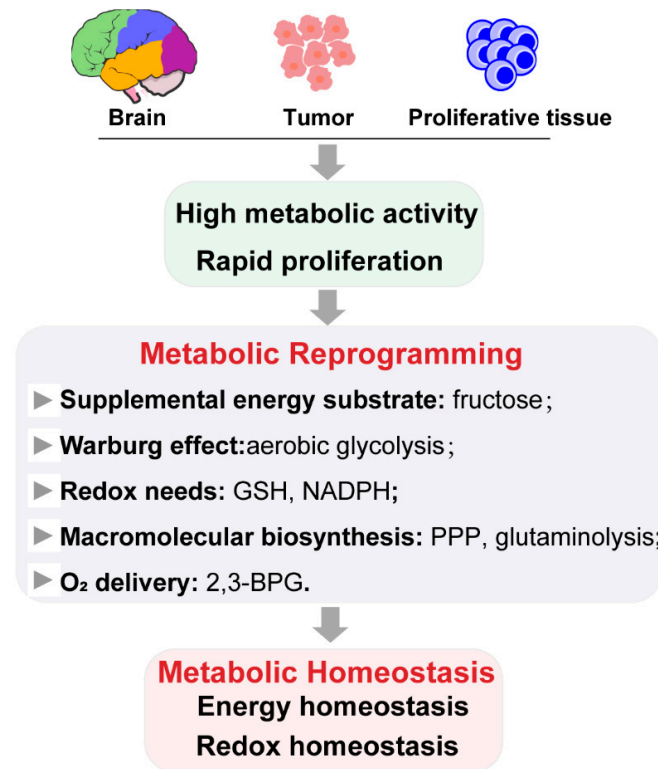 Brain Tumor Proliferative tissue
High metabolic activity
Rapid proliferation
Metabolic Reprogramming
Supplemental energy substrate: fructose;
Warburg effect:aerobic glycolysis;
Redox needs: GSH, NADPH;
Macromolecular biosynthesis: PPP, glutaminolysis;
O₂ delivery: 2,3-BPG.
Metabolic Homeostasis
Energy homeostasis
Redox homeostasis